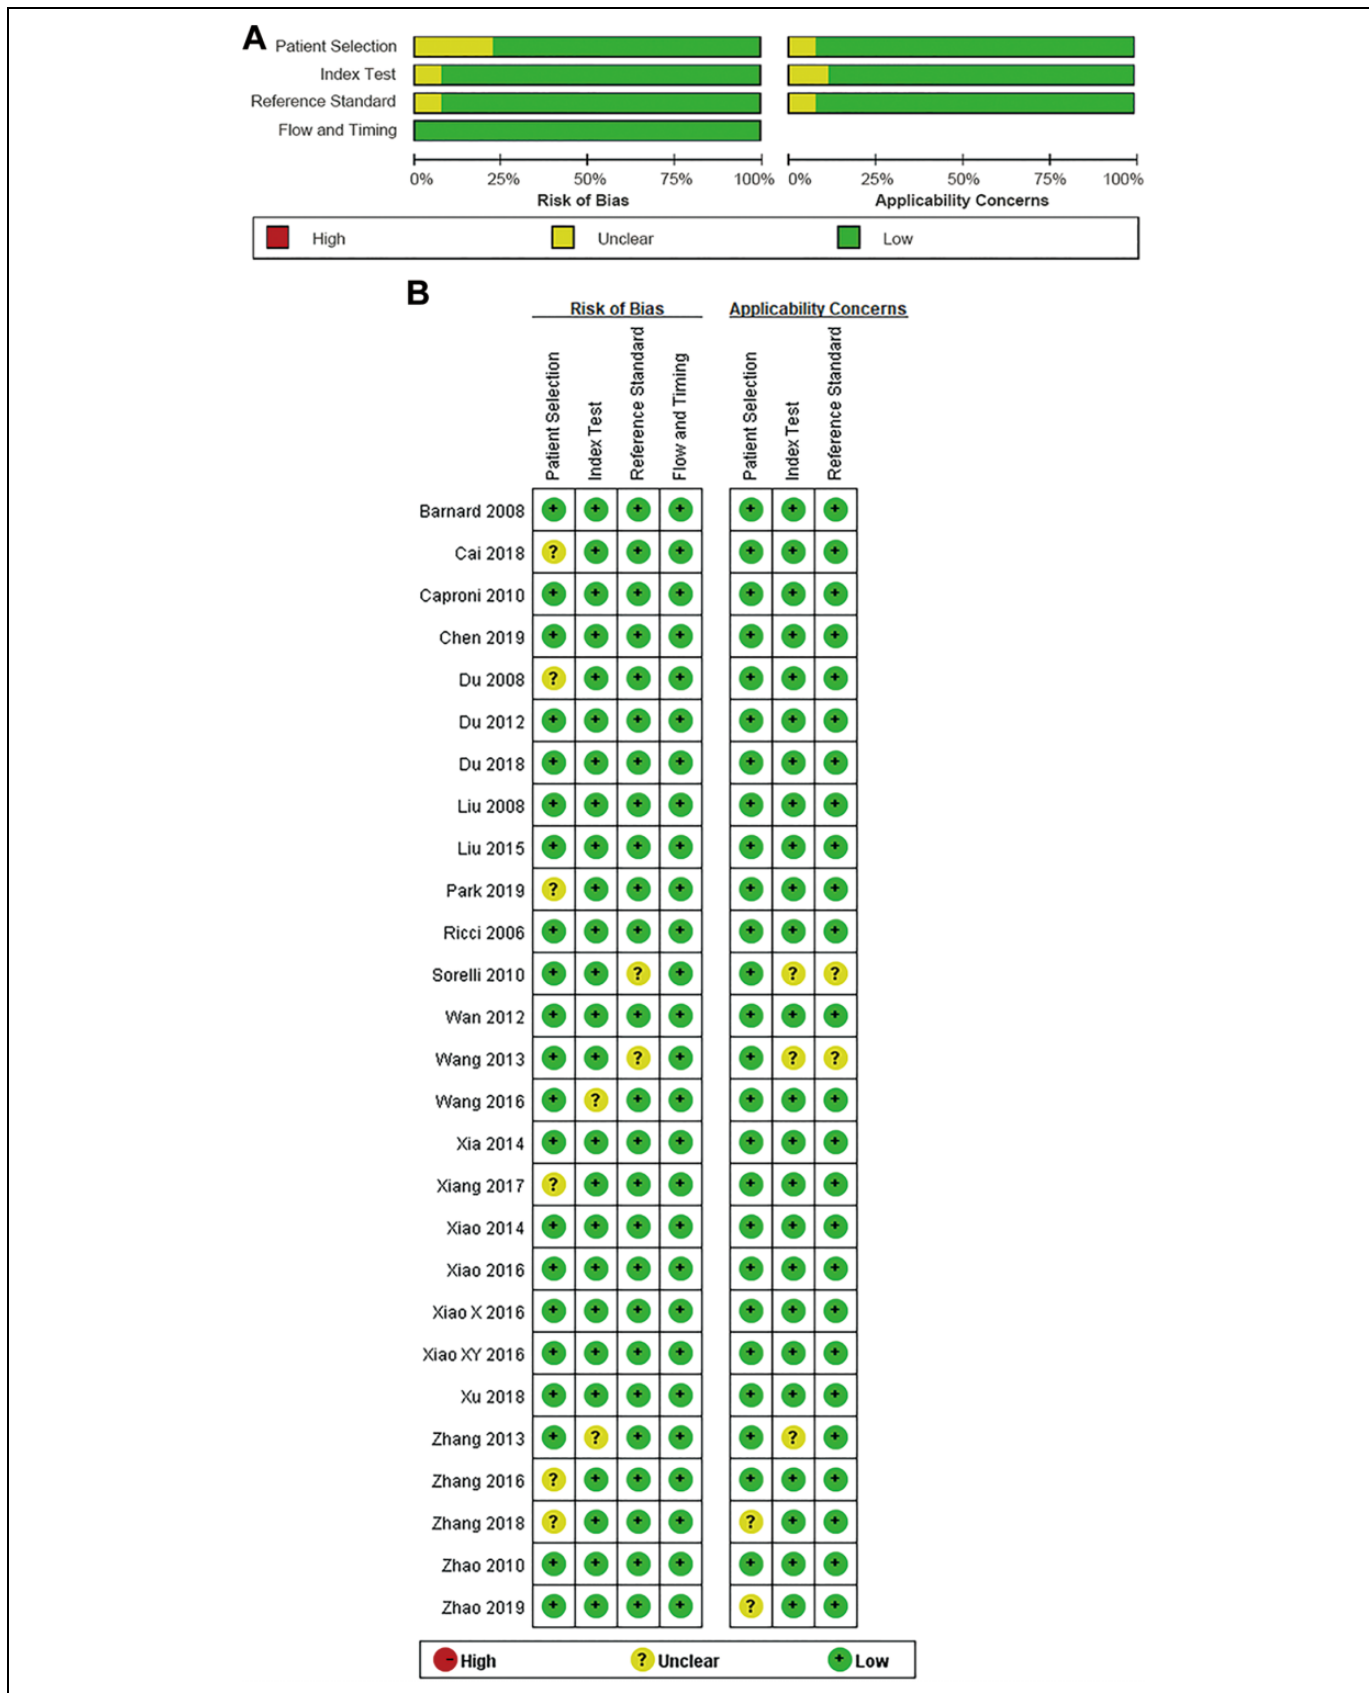 A
Patient Selection
Index Test
Reference Standard
Flow and Timing
0% 25% 50% 75% 100%
Risk of Bias
0% 25% 50% 75% 100%
Applicability Concerns
High Unclear Low
B
Risk of Bias Applicability Concerns
Patient Selection
Index Test
Reference Standard
Flow and Timing
Patient Selection
Index Test
Reference Standard
Barnard 2008 + + + + + + +
Cai 2018 ? + + + + + +
Caproni 2010 + + + + + + +
Chen 2019 + + + + + + +
Du 2008 ? + + + + + +
Du 2012 + + + + + + +
Du 2018 + + + + + + +
Liu 2008 + + + + + + +
Liu 2015 + + + + + + +
Park 2019 ? + + + + + +
Ricci 2006 + + + + + + +
Sorelli 2010 + + ? + + ? ?
Wan 2012 + + + + + + +
Wang 2013 + + ? + + ? ?
Wang 2016 + ? + + + + +
Xia 2014 + + + + + + +
Xiang 2017 ? + + + + + +
Xiao 2014 + + + + + + +
Xiao 2016 + + + + + + +
Xiao X 2016 + + + + + + +
Xiao XY 2016 + + + + + + +
Xu 2018 + + + + + + +
Zhang 2013 + ? + + + ? +
Zhang 2016 ? + + + + + +
Zhang 2018 ? + + + ? + +
Zhao 2010 + + + + + + +
Zhao 2019 + + + + ? + +
- High ? Unclear + Low